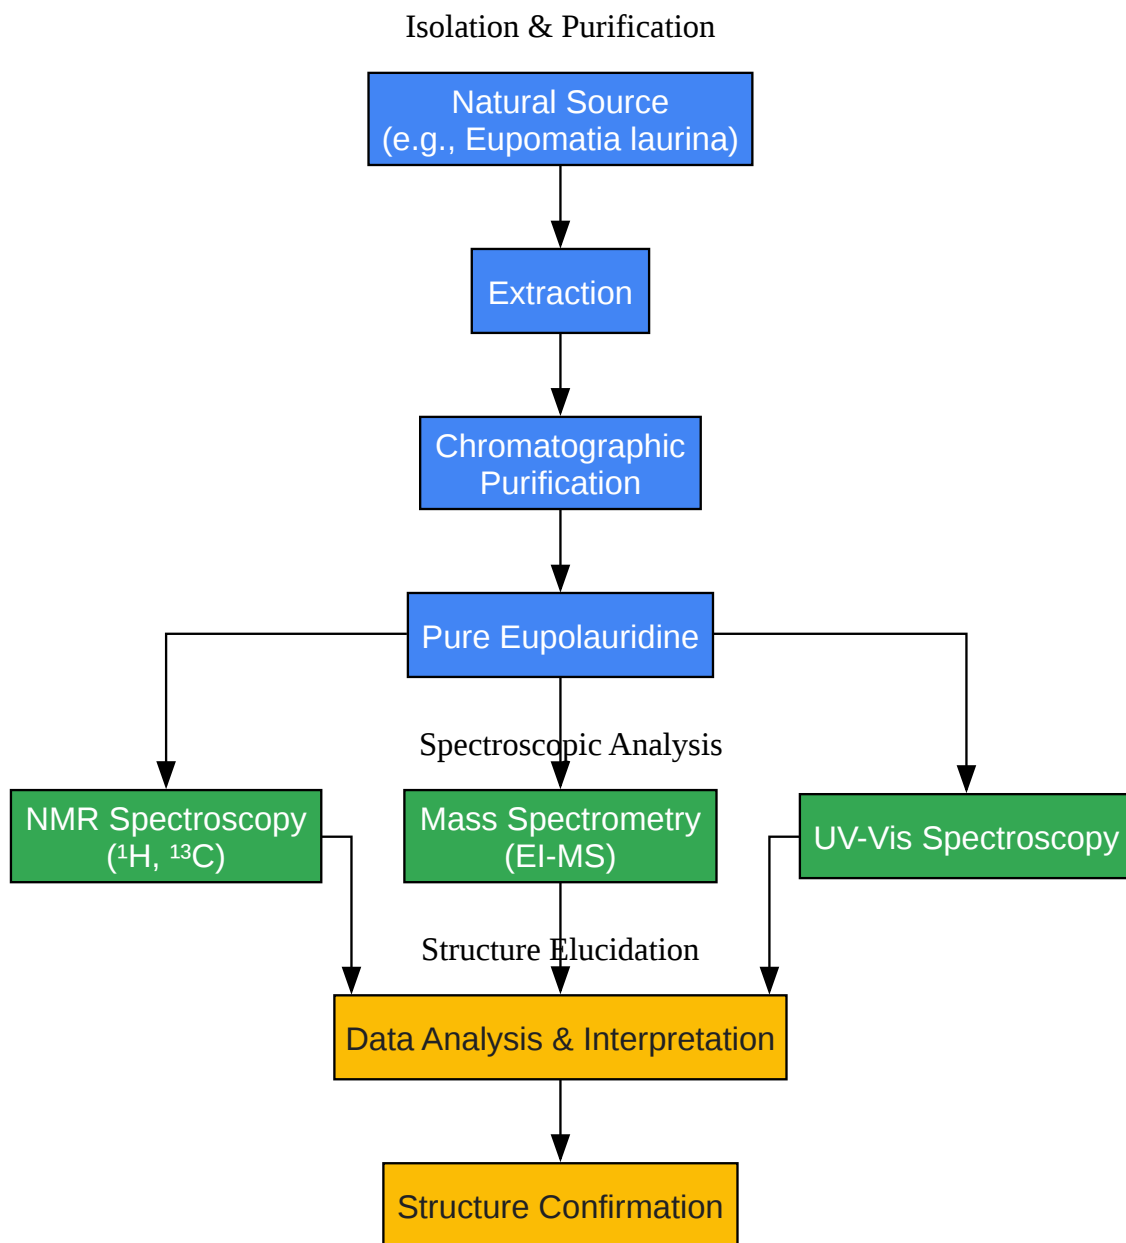 Isolation & Purification
Natural Source
(e.g., Eupomatia laurina)
Extraction
Chromatographic
Purification
Pure Eupolauridine
Spectroscopic Analysis
NMR Spectroscopy
(¹H, ¹³C)
Mass Spectrometry
(EI-MS)
UV-Vis Spectroscopy
Structure Elucidation
Data Analysis & Interpretation
Structure Confirmation